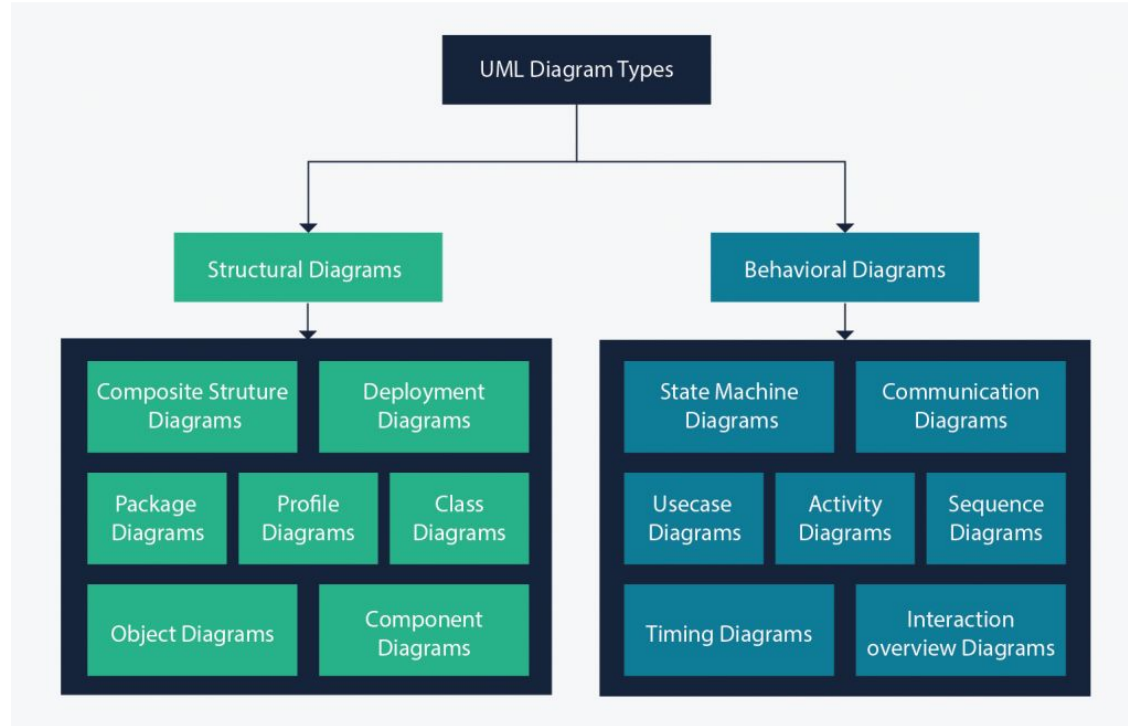 UML Diagram Types
Structural Diagrams
Behavioral Diagrams
Composite Struture
Diagrams
Deployment
Diagrams
Package
Diagrams
Profile
Diagrams
Class
Diagrams
Object Diagrams
Component
Diagrams
State Machine
Diagrams
Communication
Diagrams
Usecase
Diagrams
Activity
Diagrams
Sequence
Diagrams
Timing Diagrams
Interaction
overview Diagrams